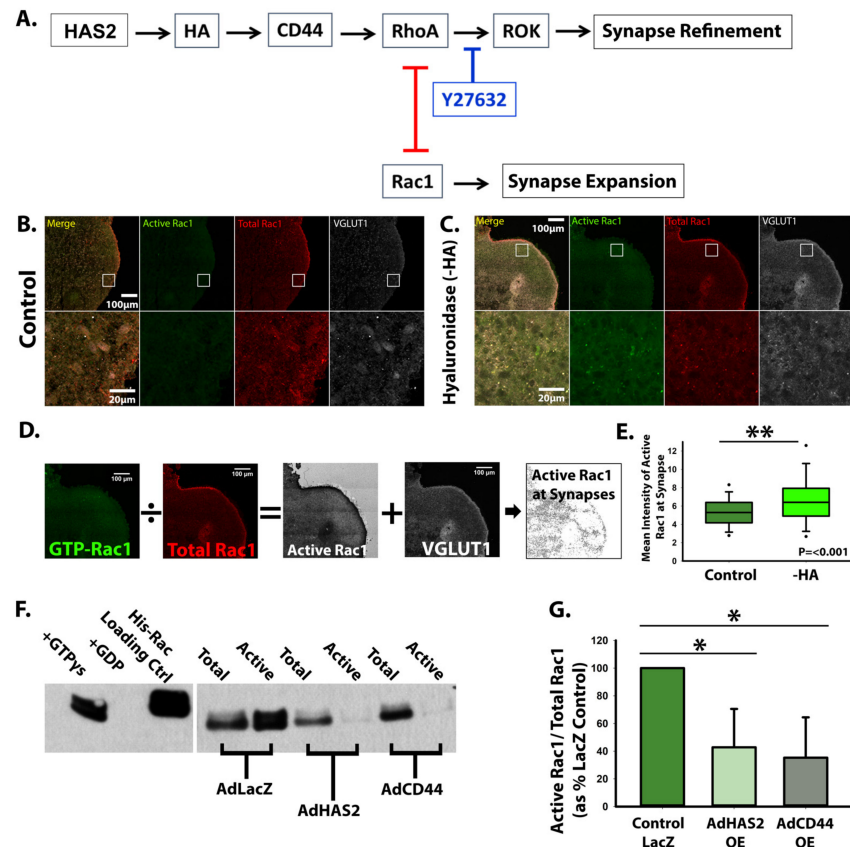 A.
HAS2
HA
CD44
RhoA
ROK
Synapse Refinement
Y27632
Rac1
Synapse Expansion
B.
Control
Merge
Active Rac1
Total Rac1
VGLUT1
100µm
20µm
C.
Hyaluronidase (-HA)
Merge
100µm
Active Rac1
Total Rac1
VGLUT1
20µm
D.
100 µm
GTP-Rac1
÷
100 µm
Total Rac1
=
Active Rac1
+
100 µm
VGLUT1
Active Rac1
at Synapses
E.
**
Mean Intensity of Active
Rac1 at Synapse
12
10
8
6
4
2
0
P=<0.001
Control
-HA
F.
+GTPγs
+GDP
His-Rac
Loading Ctrl
Total
Active
Total
Active
Total
Active
AdLacZ
AdHAS2
AdCD44
G.
*
*
Active Rac1/Total Rac1
(as % LacZ Control)
120
100
80
60
40
20
0
Control
LacZ
AdHAS2
OE
AdCD44
OE